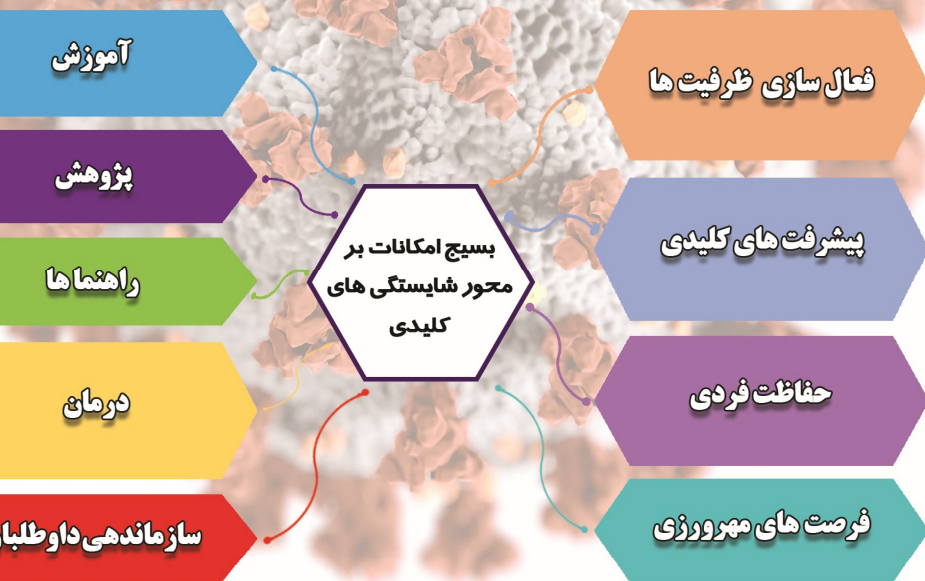 فعال سازی ظرفیت ها
پیشرفت های کلیدی
حفاظت فردی
فرصت های مهرورزی
بسیج امکانات بر
محور شایستگی های
کلیدی
آموزش
پژوهش
راهنما ها
درمان
سازماندهی